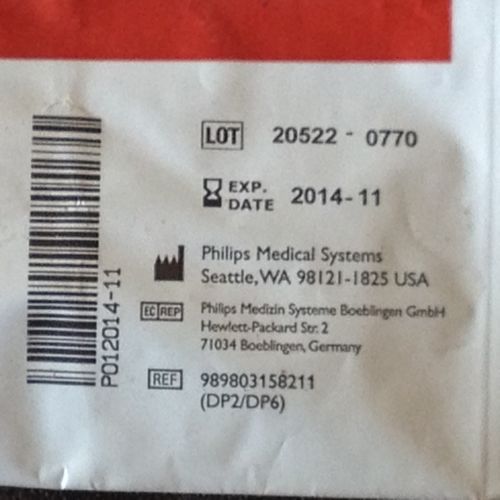 LOT 20522 - 0770
EXP. DATE 2014-11
Philips Medical Systems
Seattle, WA 98121-1825 USA
EC REP Philips Medizin Systeme Boeblingen GmbH
Hewlett-Packard Str. 2
71034 Boeblingen, Germany
REF 989803158211
(DP2/DP6)
P012014-11